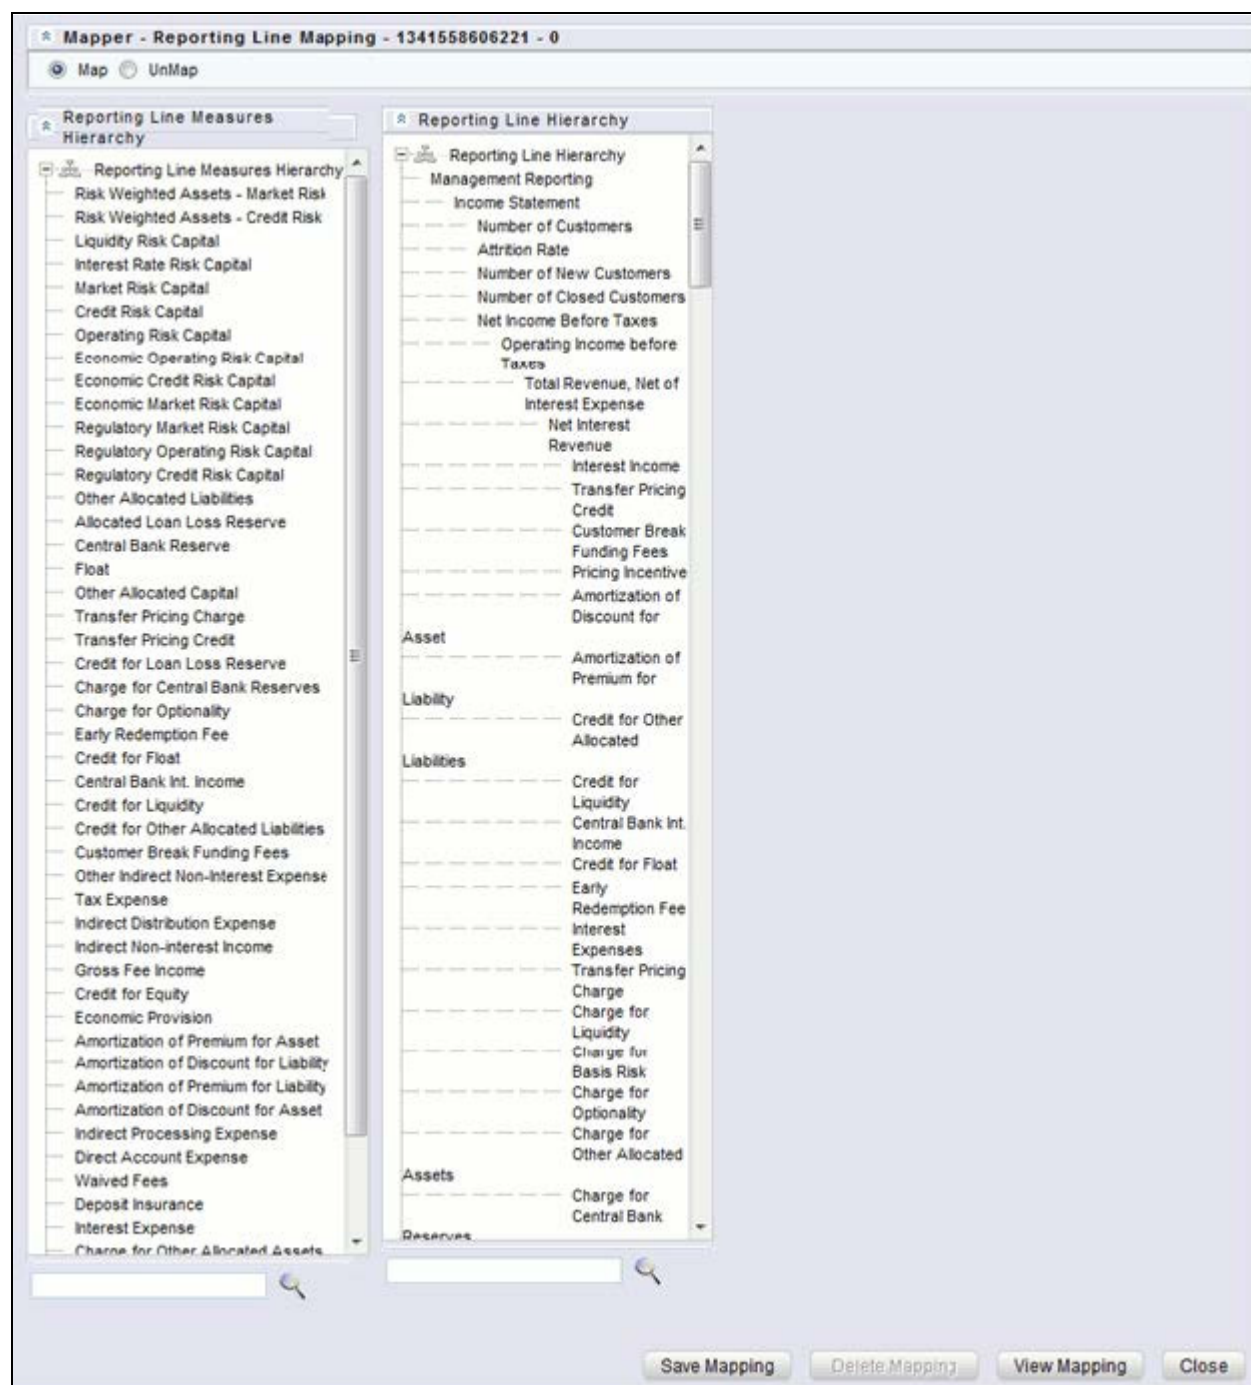 Mapper - Reporting Line Mapping - 1341558606221 - 0
Map
UnMap
Reporting Line Measures
Hierarchy
Reporting Line Measures Hierarchy
Risk Weighted Assets - Market Risk
Risk Weighted Assets - Credit Risk
Liquidity Risk Capital
Interest Rate Risk Capital
Market Risk Capital
Credit Risk Capital
Operating Risk Capital
Economic Operating Risk Capital
Economic Credit Risk Capital
Economic Market Risk Capital
Regulatory Market Risk Capital
Regulatory Operating Risk Capital
Regulatory Credit Risk Capital
Other Allocated Liabilities
Allocated Loan Loss Reserve
Central Bank Reserve
Float
Other Allocated Capital
Transfer Pricing Charge
Transfer Pricing Credit
Credit for Loan Loss Reserve
Charge for Central Bank Reserves
Charge for Optionality
Early Redemption Fee
Credit for Float
Central Bank Int. Income
Credit for Liquidity
Credit for Other Allocated Liabilities
Customer Break Funding Fees
Other Indirect Non-Interest Expense
Tax Expense
Indirect Distribution Expense
Indirect Non-interest Income
Gross Fee Income
Credit for Equity
Economic Provision
Amortization of Premium for Asset
Amortization of Discount for Liability
Amortization of Premium for Liability
Amortization of Discount for Asset
Indirect Processing Expense
Direct Account Expense
Waived Fees
Deposit Insurance
Interest Expense
Charge for Other Allocated Assets
Reporting Line Hierarchy
Reporting Line Hierarchy
Management Reporting
Income Statement
Number of Customers
Attrition Rate
Number of New Customers
Number of Closed Customers
Net Income Before Taxes
Operating Income before
Taxes
Total Revenue, Net of
Interest Expense
Net Interest
Revenue
Interest Income
Transfer Pricing
Credit
Customer Break
Funding Fees
Pricing Incentive
Amortization of
Discount for
Asset
Amortization of
Premium for
Liability
Credit for Other
Allocated
Liabilities
Credit for
Liquidity
Central Bank Int.
Income
Credit for Float
Early
Redemption Fee
Interest
Expenses
Transfer Pricing
Charge
Charge for
Liquidity
Charge for
Basis Risk
Charge for
Optionality
Charge for
Other Allocated
Assets
Charge for
Central Bank
Reserves
Save Mapping
Delete Mapping
View Mapping
Close